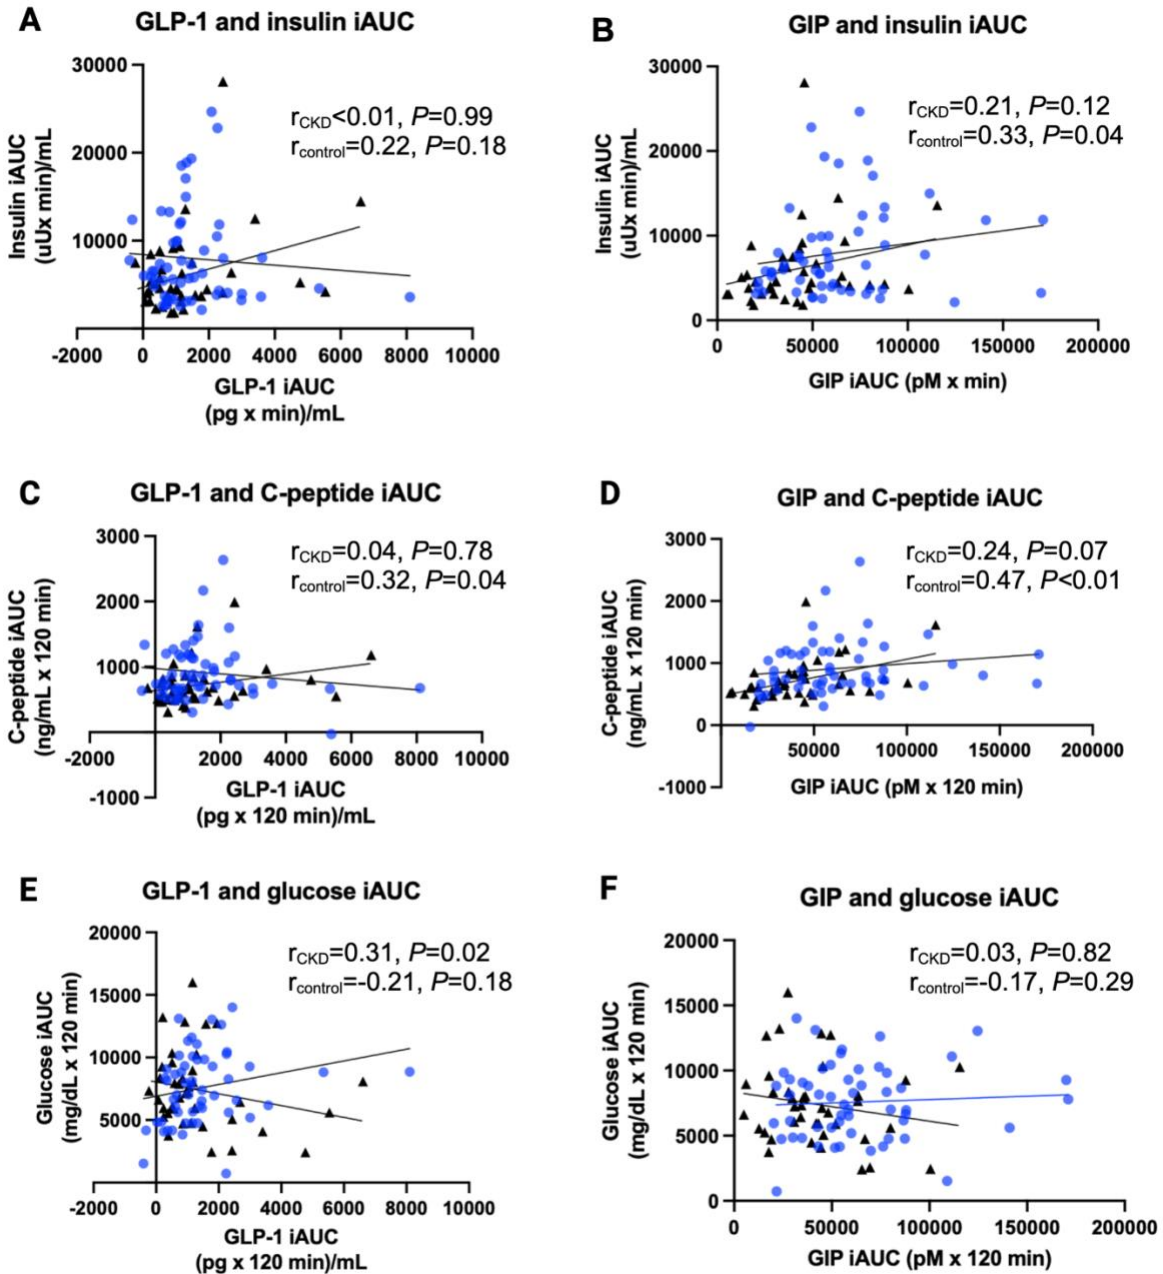 A
GLP-1 and insulin iAUC
30000
20000
10000
Insulin iAUC
(uUx min)/mL
rCKD<0.01, P=0.99
rcontrol=0.22, P=0.18
-2000 0 2000 4000 6000 8000 10000
GLP-1 iAUC
(pg x min)/mL
B
GIP and insulin iAUC
30000
20000
10000
0
Insulin iAUC
(uUx min)/mL
rCKD=0.21, P=0.12
rcontrol=0.33, P=0.04
0 50000 100000 150000 200000
GIP iAUC (pM x min)
C
GLP-1 and C-peptide iAUC
3000
2000
1000
-1000
C-peptide iAUC
(ng/mL x 120 min)
rCKD=0.04, P=0.78
rcontrol=0.32, P=0.04
-2000 2000 4000 6000 8000 10000
GLP-1 iAUC
(pg x 120 min)/mL
D
GIP and C-peptide iAUC
3000
2000
1000
0
-1000
C-peptide iAUC
(ng/mL x 120 min)
rCKD=0.24, P=0.07
rcontrol=0.47, P<0.01
50000 100000 150000 200000
GIP iAUC (pM x 120 min)
E
GLP-1 and glucose iAUC
20000
15000
10000
5000
Glucose iAUC
(mg/dL x 120 min)
rCKD=0.31, P=0.02
rcontrol=-0.21, P=0.18
-2000 0 2000 4000 6000 8000 10000
GLP-1 iAUC
(pg x 120 min)/mL
F
GIP and glucose iAUC
20000
15000
10000
5000
0
Glucose iAUC
(mg/dL x 120 min)
rCKD=0.03, P=0.82
rcontrol=-0.17, P=0.29
0 50000 100000 150000 200000
GIP iAUC (pM x 120 min)